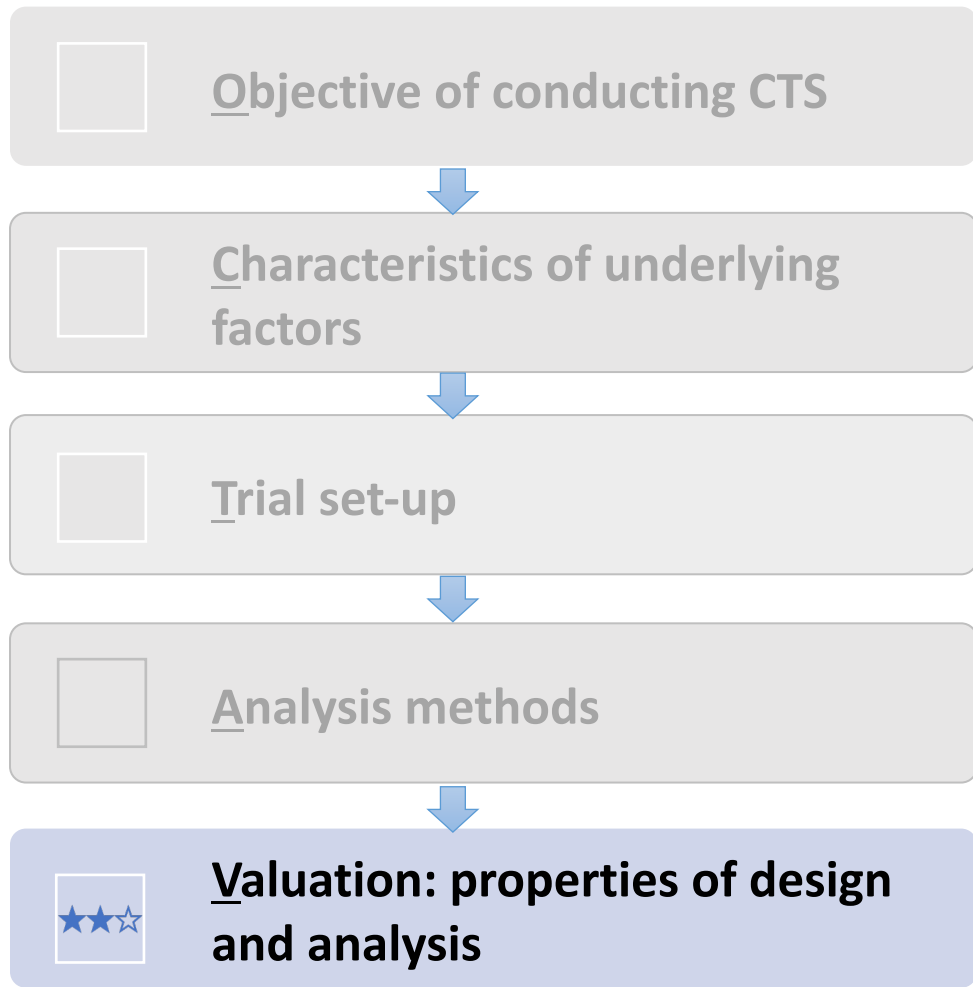 Objective of conducting CTS
Characteristics of underlying
factors
Trial set-up
Analysis methods
Valuation: properties of design
and analysis